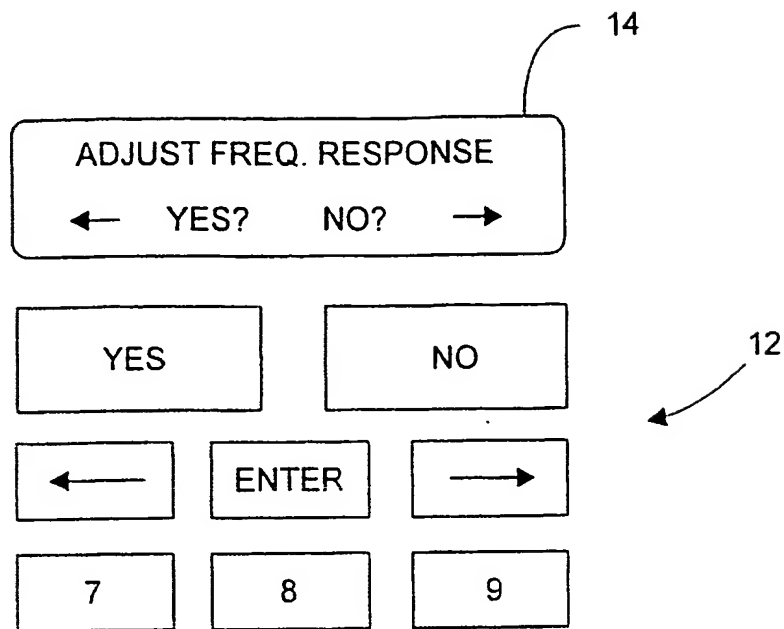 14
ADJUST FREQ. RESPONSE
← YES? NO? →
YES NO
12
← ENTER →
7 8 9